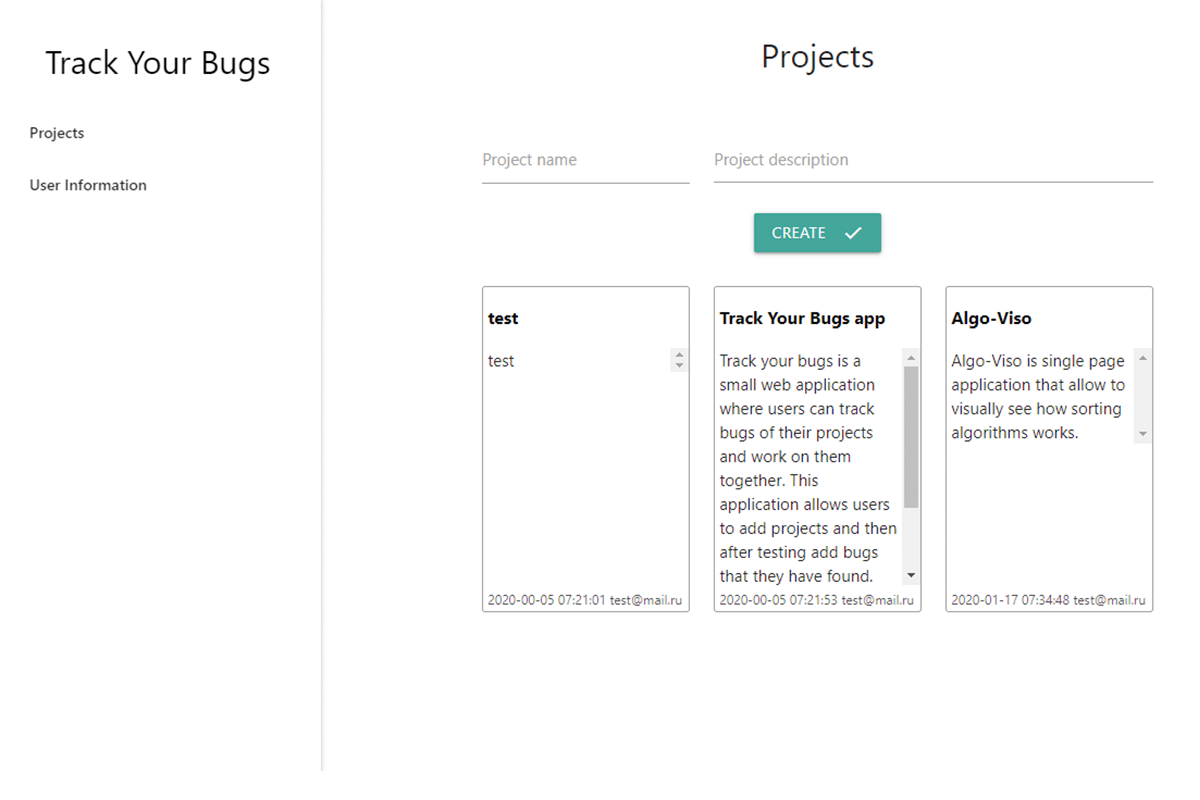 Track Your Bugs
Projects
User Information
Projects
Project name
Project description
CREATE
test
test
2020-00-05 07:21:01 test@mail.ru
Track Your Bugs app
Track your bugs is a
small web application
where users can track
bugs of their projects
and work on them
together. This
application allows users
to add projects and then
after testing add bugs
that they have found.
2020-00-05 07:21:53 test@mail.ru
Algo-Viso
Algo-Viso is single page
application that allow to
visually see how sorting
algorithms works.
2020-01-17 07:34:48 test@mail.ru